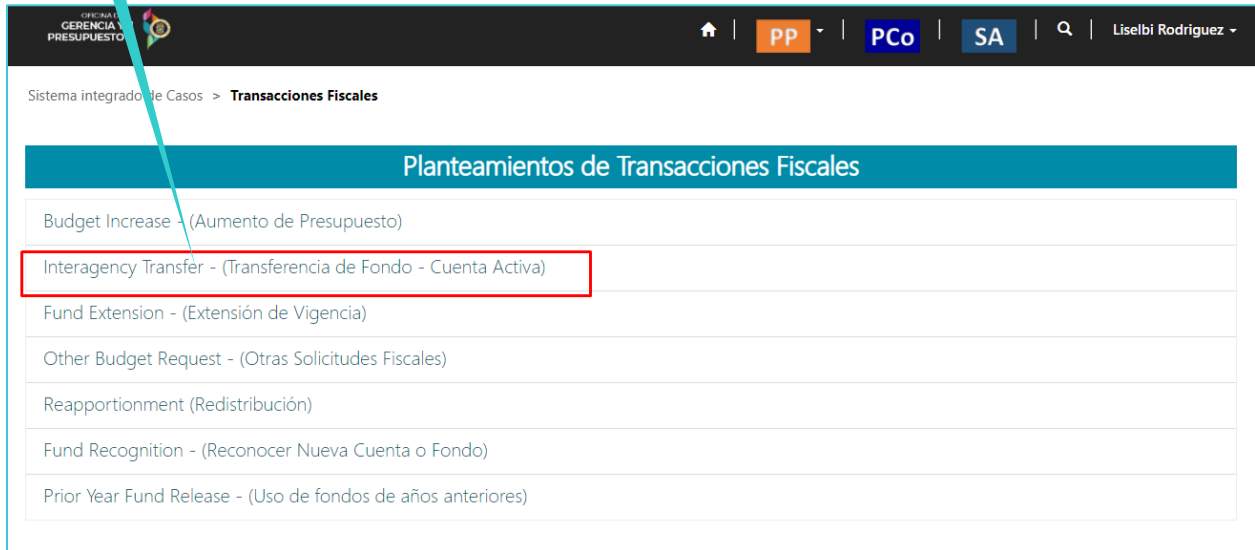 OFICINA D
GERENCIA Y
PRESUPUESTO
PP
PCo
SA
Liselbi Rodriguez
Sistema integrado de Casos > Transacciones Fiscales
Planteamientos de Transacciones Fiscales
Budget Increase - (Aumento de Presupuesto)
Interagency Transfer - (Transferencia de Fondo - Cuenta Activa)
Fund Extension - (Extensión de Vigencia)
Other Budget Request - (Otras Solicitudes Fiscales)
Reapportionment (Redistribución)
Fund Recognition - (Reconocer Nueva Cuenta o Fondo)
Prior Year Fund Release - (Uso de fondos de años anteriores)